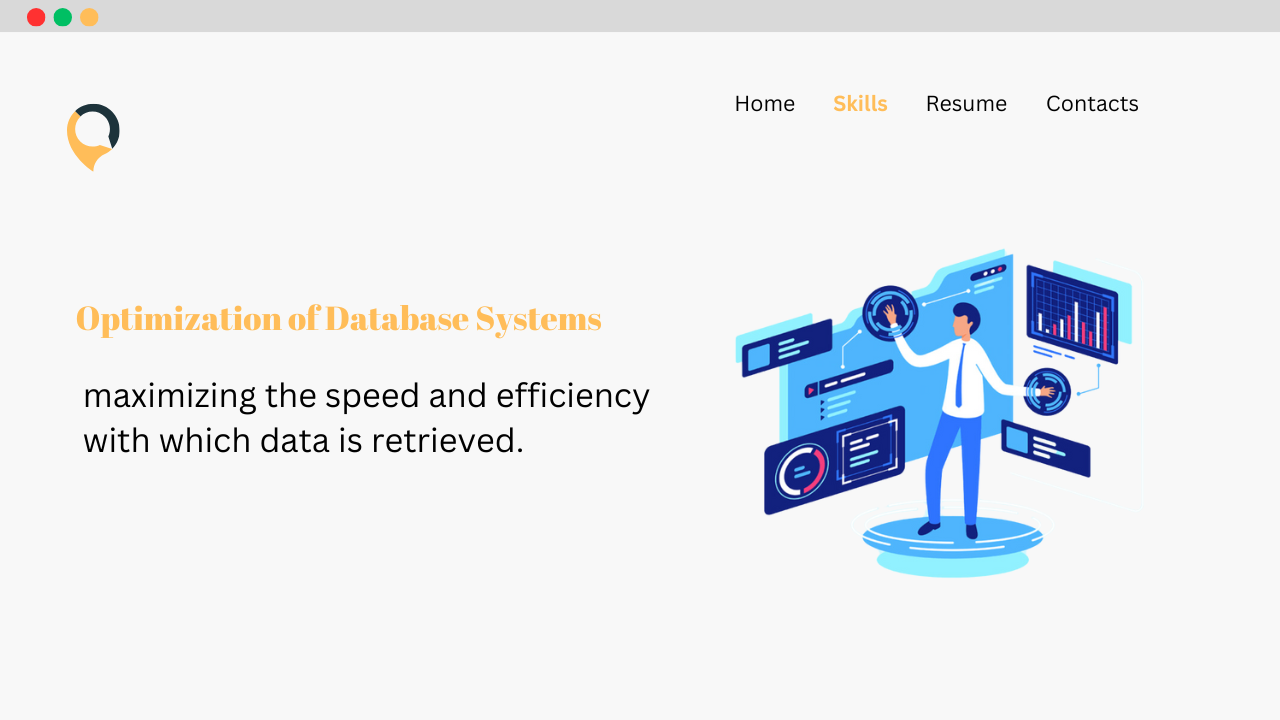 Home Skills Resume Contacts
Optimization of Database Systems
maximizing the speed and efficiency
with which data is retrieved.